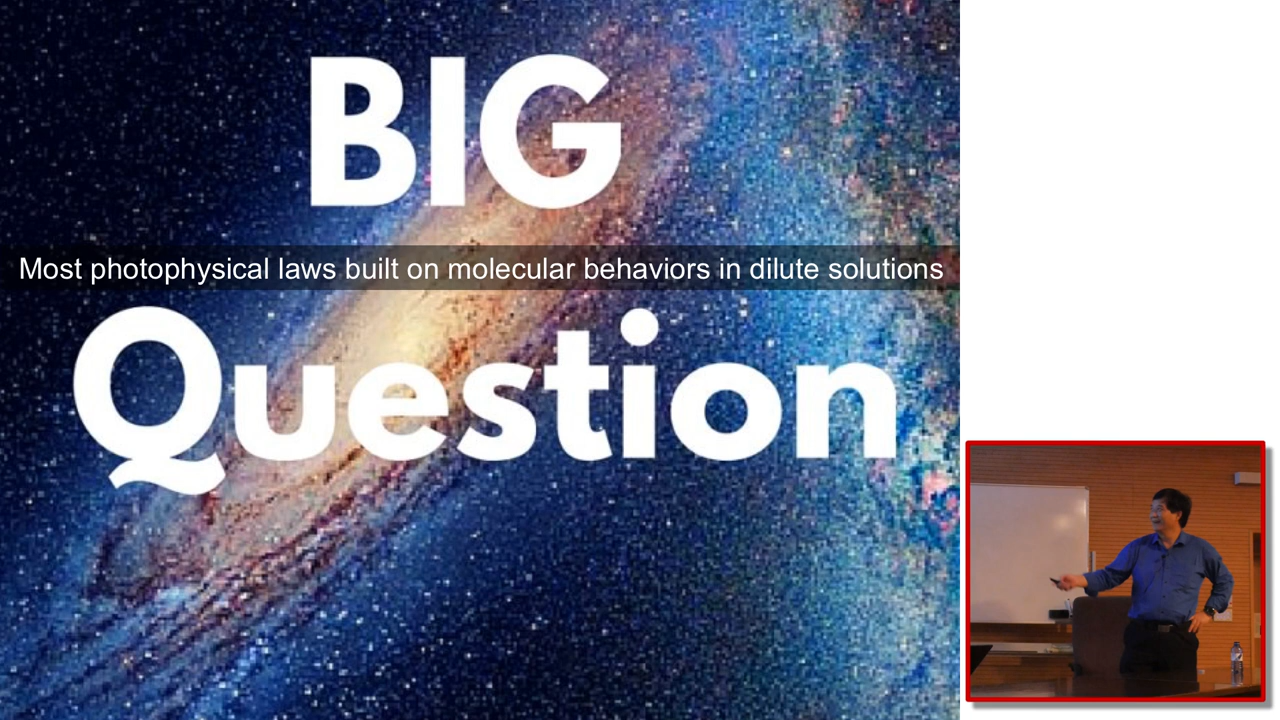 BIG
Most photophysical laws built on molecular behaviors in dilute solutions
Question